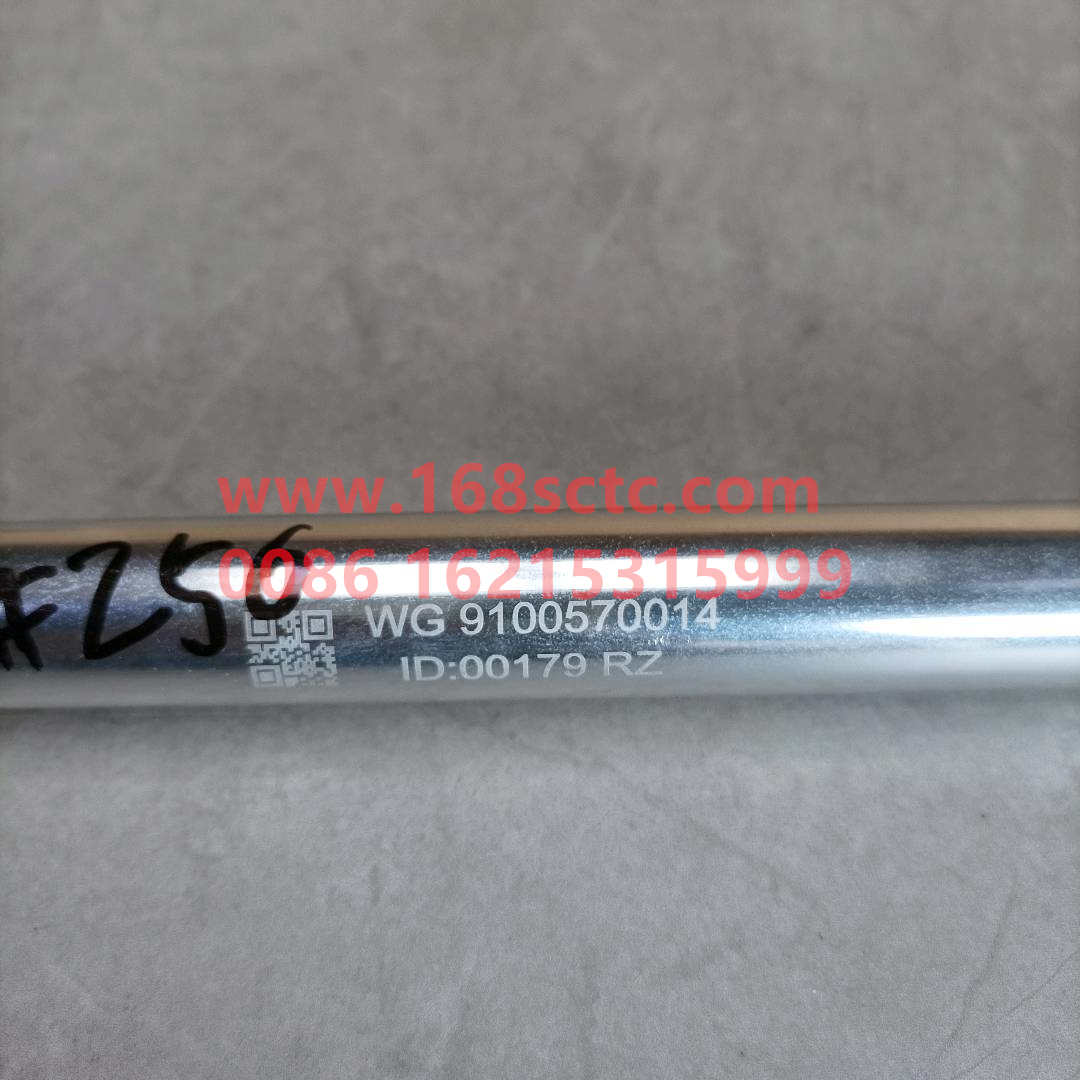 www.168sctc.com
0086 16215315999
#256
WG 9100570014
ID:00179 RZ